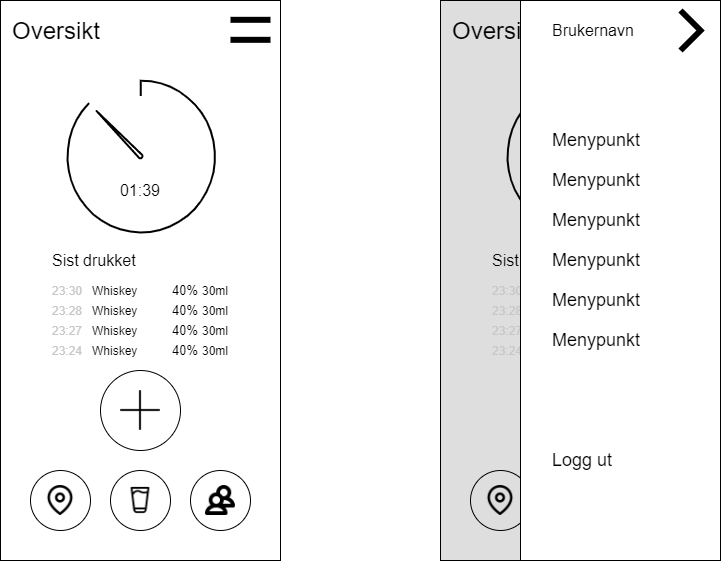 Oversikt
01:39
Sist drukket
23:30 Whiskey 40% 30ml
23:28 Whiskey 40% 30ml
23:27 Whiskey 40% 30ml
23:24 Whiskey 40% 30ml
Oversi
Brukernavn
Menypunkt
Menypunkt
Menypunkt
Menypunkt
Menypunkt
Menypunkt
Sist
23:30
23:28
23:27
23:24
Logg ut